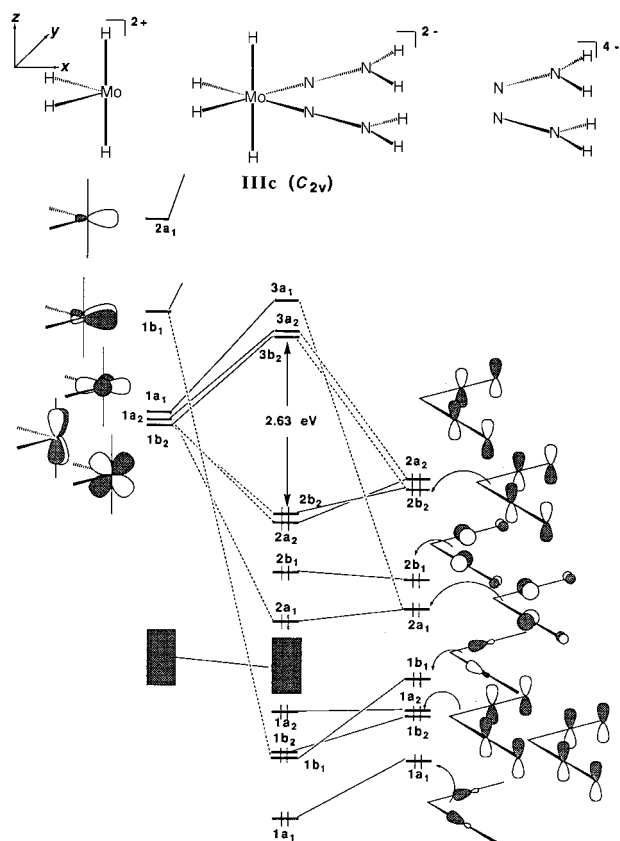 z
y
x
2+
H
H
Mo
H
H
2-
H
H
H
Mo
N
N
H
H
H
N
N
H
H
H
4-
N
N
H
H
N
N
H
H
IIIc (C2v)
2a1
1b1
3a1
3a2
3b2
1a1
1a2
1b2
2.63 eV
2a2
2b2
2b2
2a2
2b1
2b1
2a1
2a1
1b1
1a2
1a2
1b2
1b2
1b1
1a1
1a1